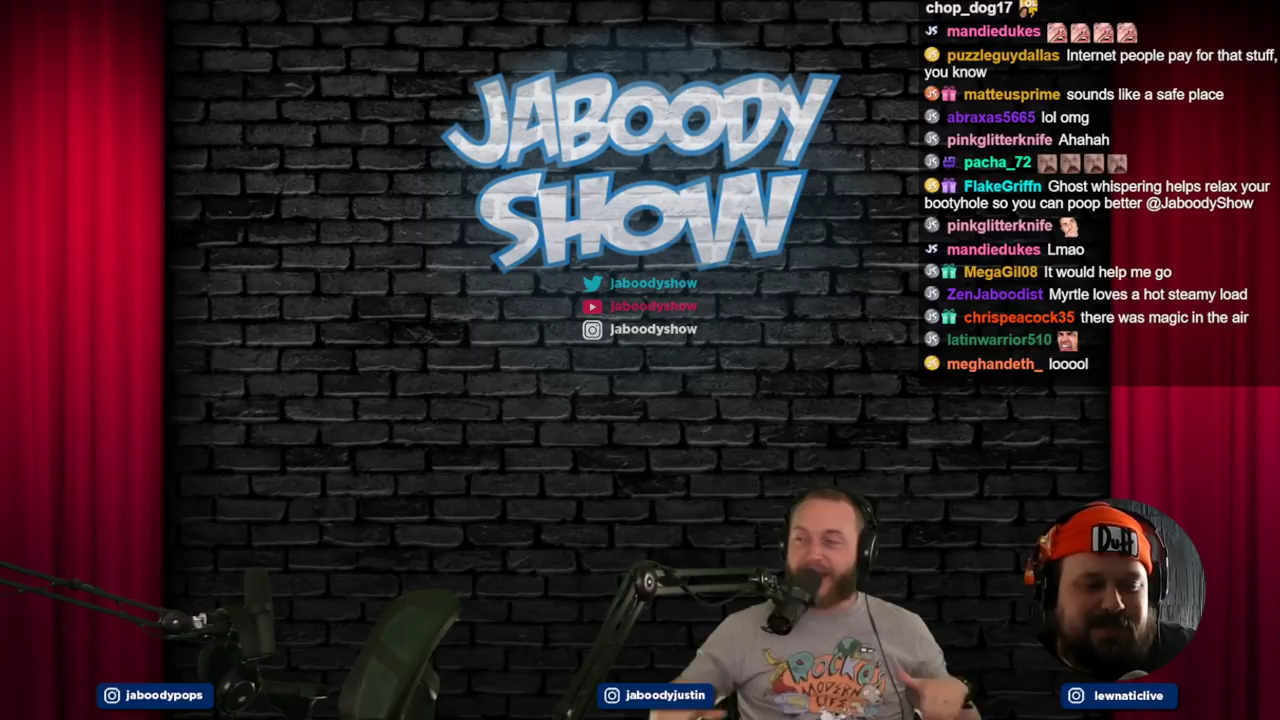 JABOODY
SHOW
jaboodyshow
jaboodyshow
jaboodyshow
chop_dog17
mandiedukes
puzzleguydallas Internet people pay for that stuff,
you know
matteusprime sounds like a safe place
abraxas5665 lol omg
pinkglitterknife Ahahah
pacha_72
FlakeGriffn Ghost whispering helps relax your
bootyhole so you can poop better @JaboodyShow
pinkglitterknife
mandiedukes Lmao
MegaGil08 It would help me go
ZenJaboodist Myrtle loves a hot steamy load
chrispeacock35 there was magic in the air
latinwarrior510
meghandeth_ looool
Duff
ROCKO'S
MODERN
LIFE
jaboodypops
jaboodyjustin
lewnaticlive